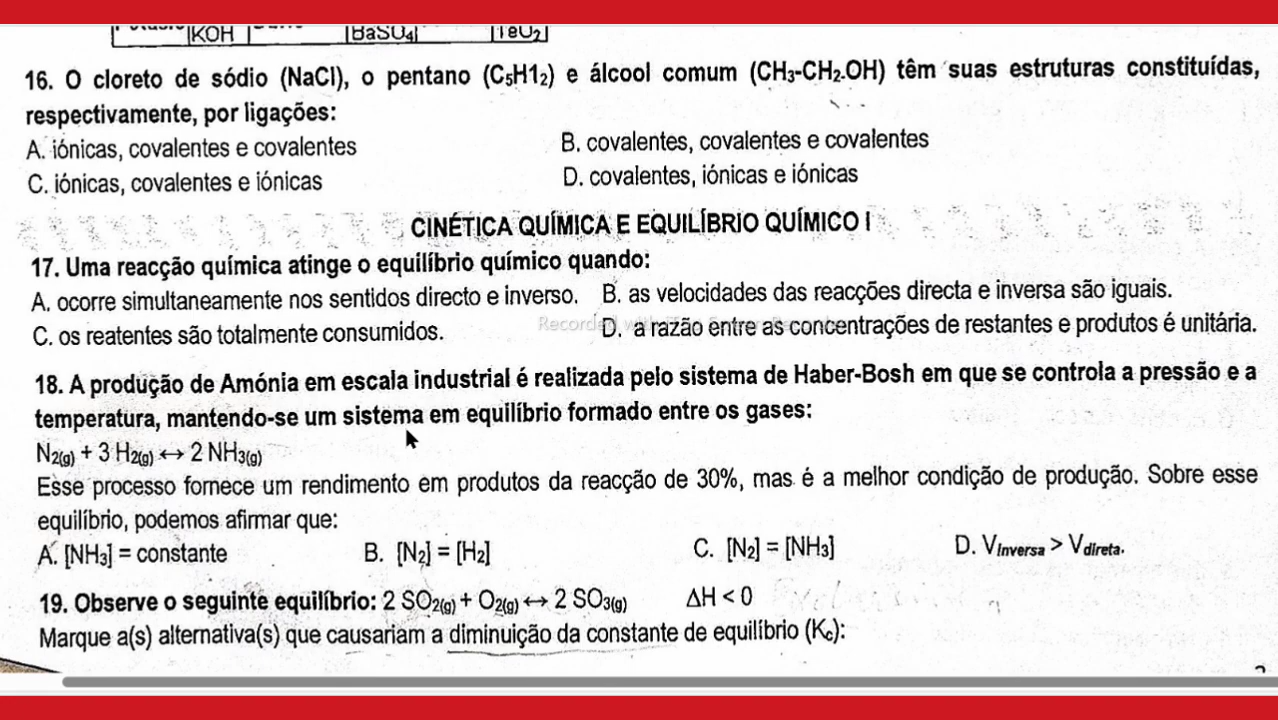 KOH BaSO₄ TeO₂
16. O cloreto de sódio (NaCl), o pentano (C₅H1₂) e álcool comum (CH₃-CH₂-OH) têm suas estruturas constituídas,
respectivamente, por ligações:
A. iónicas, covalentes e covalentes B. covalentes, covalentes e covalentes
C. iónicas, covalentes e iónicas D. covalentes, iónicas e iónicas
CINÉTICA QUÍMICA E EQUILÍBRIO QUÍMICO I
17. Uma reacção química atinge o equilíbrio químico quando:
A. ocorre simultaneamente nos sentidos directo e inverso. B. as velocidades das reacções directa e inversa são iguais.
C. os reatentes são totalmente consumidos. D. a razão entre as concentrações de restantes e produtos é unitária.
18. A produção de Amónia em escala industrial é realizada pelo sistema de Haber-Bosh em que se controla a pressão e a
temperatura, mantendo-se um sistema em equilíbrio formado entre os gases:
N₂(g) + 3 H₂(g) ↔ 2 NH₃(g)
Esse processo fornece um rendimento em produtos da reacção de 30%, mas é a melhor condição de produção. Sobre esse
equilíbrio, podemos afirmar que:
A. [NH₃] = constante B. [N₂] = [H₂] C. [N₂] = [NH₃] D. Vinversa > Vdireta.
19. Observe o seguinte equilíbrio: 2 SO₂(g) + O₂(g) ↔ 2 SO₃(g) ΔH < 0
Marque a(s) alternativa(s) que causariam a diminuição da constante de equilíbrio (Kc):